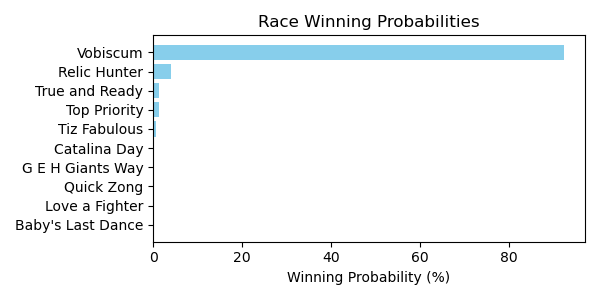 Race Winning Probabilities
Vobiscum
Relic Hunter
True and Ready
Top Priority
Tiz Fabulous
Catalina Day
G E H Giants Way
Quick Zong
Love a Fighter
Baby's Last Dance
0 20 40 60 80
Winning Probability (%)